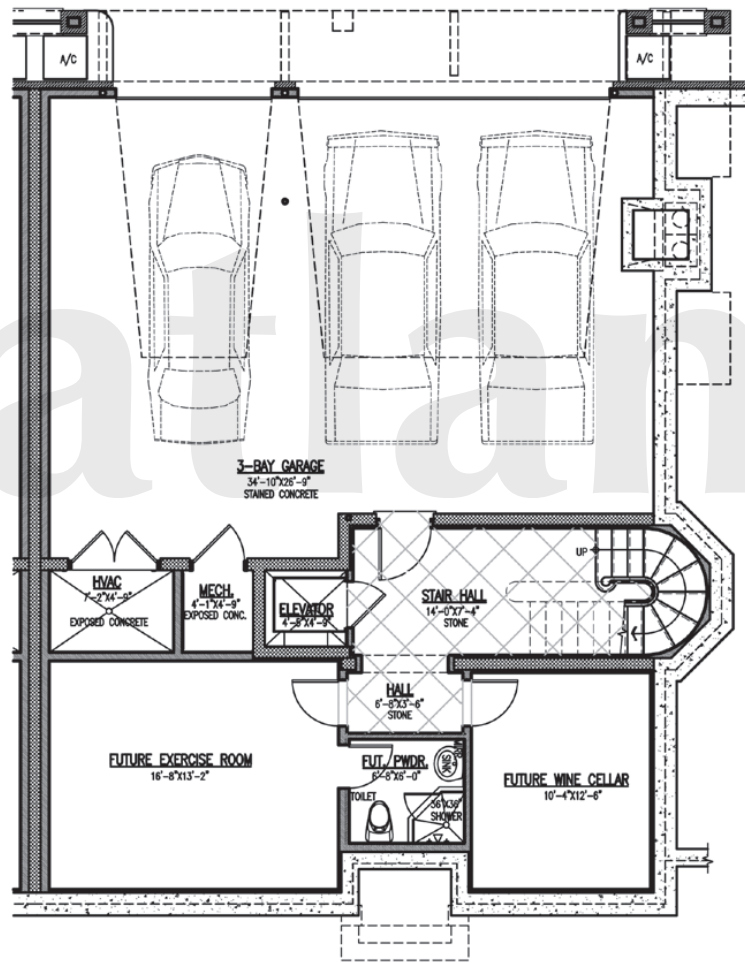 A/C
A/C
atlan
3-BAY GARAGE
34'-10"X26'-9"
STAINED CONCRETE
HVAC
7'-2"X4'-9"
EXPOSED CONCRETE
MECH.
4'-1"X4'-9"
EXPOSED CONC.
ELEVATOR
4'-8"X4'-9"
UP
STAIR HALL
14'-0"X7'-4"
STONE
HALL
6'-8"X3'-6"
STONE
FUTURE EXERCISE ROOM
16'-8"X13'-2"
FUT. PWDR.
6'-8"X6'-0"
SINK
TOILET
36"X36"
SHOWER
FUTURE WINE CELLAR
10'-4"X12'-6"